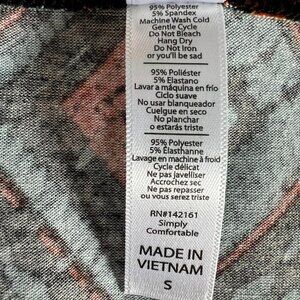 95% Polyester
5% Spandex
Machine Wash Cold
Gentle Cycle
Do Not Bleach
Hang Dry
Do Not Iron
or you'll be sad
95% Poliéster
5% Elastano
Lavar a máquina en frío
Ciclo suave
No usar blanqueador
Cuelgue en seco
No planchar
o estarás triste
95% Polyester
5% Élasthanne
Lavage en machine à froid
Cycle délicat
Ne pas javelliser
Accrochez sec
Ne pas repasser
ou vous serez triste
RN#142161
Simply
Comfortable
MADE IN
VIETNAM
S